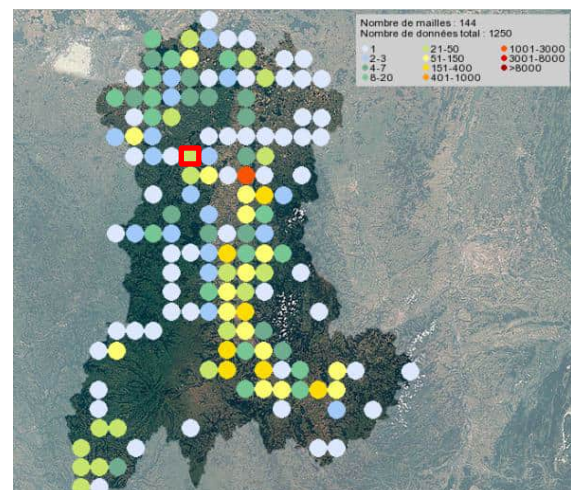 Nombre de mailles : 144
Nombre de données total : 1250
1 21-50 1001-3000
2-3 51-150 3001-8000
4-7 151-400 >8000
8-20 401-1000